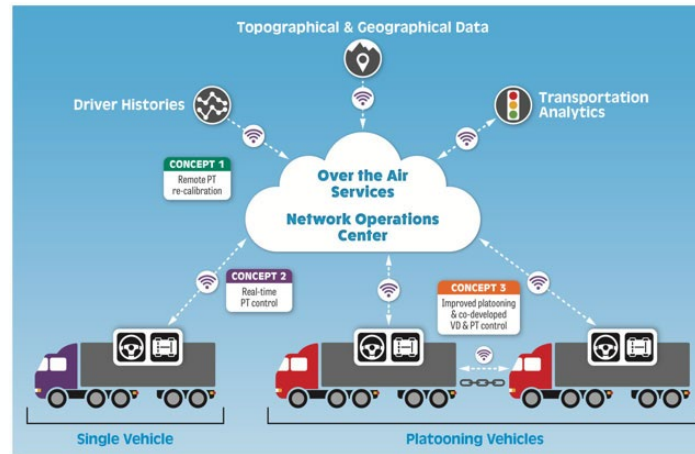 Topographical & Geographical Data
Driver Histories
Transportation
Analytics
CONCEPT 1
Remote PT
re-calibration
Over the Air
Services
Network Operations
Center
CONCEPT 2
Real-time
PT control
CONCEPT 3
Improved platooning
& co-developed
VD & PT control
Single Vehicle
Platooning Vehicles